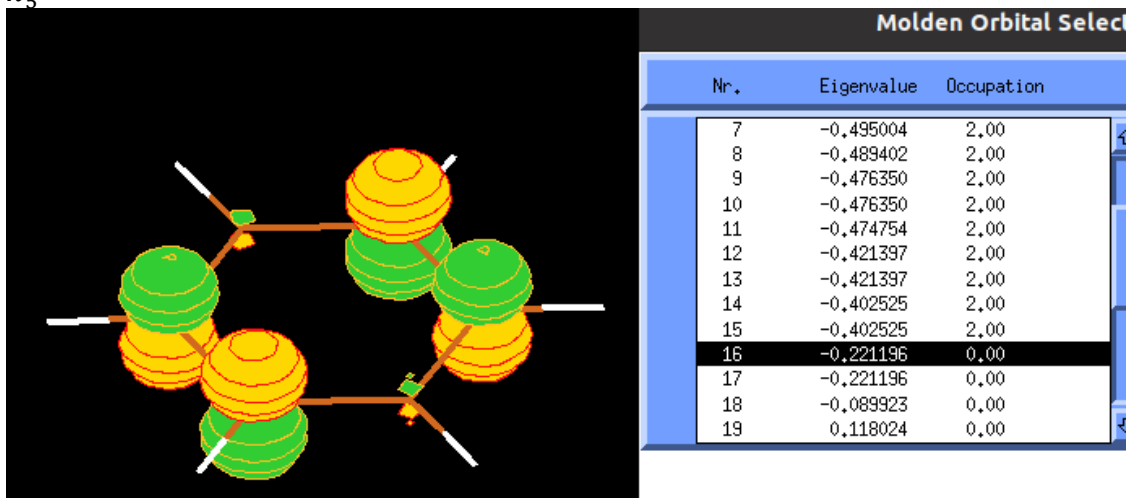 Molden Orbital Select
Nr. Eigenvalue Occupation
7 -0.495004 2.00
8 -0.489402 2.00
9 -0.476350 2.00
10 -0.476350 2.00
11 -0.474754 2.00
12 -0.421397 2.00
13 -0.421397 2.00
14 -0.402525 2.00
15 -0.402525 2.00
16 -0.221196 0.00
17 -0.221196 0.00
18 -0.089923 0.00
19 0.118024 0.00